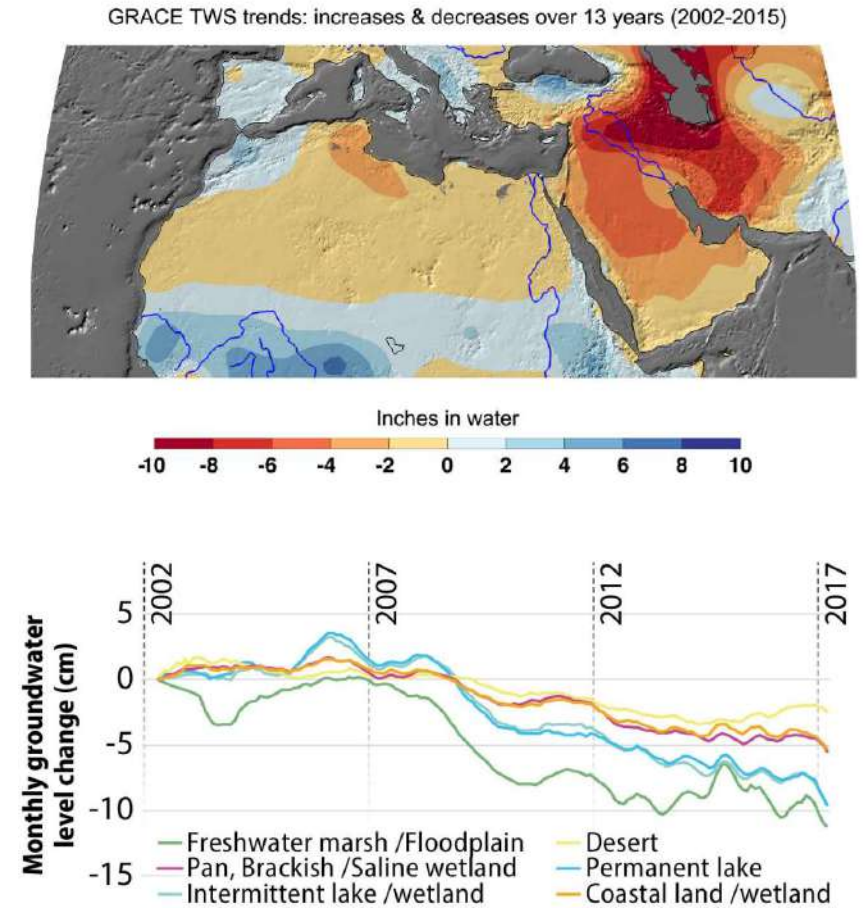 GRACE TWS trends: increases & decreases over 13 years (2002-2015)
Inches in water
-10 -8 -6 -4 -2 0 2 4 6 8 10
2002 2007 2012 2017
Monthly groundwater
level change (cm)
5
0
-5
-10
-15
Freshwater marsh /Floodplain
Pan, Brackish /Saline wetland
Intermittent lake /wetland
Desert
Permanent lake
Coastal land /wetland